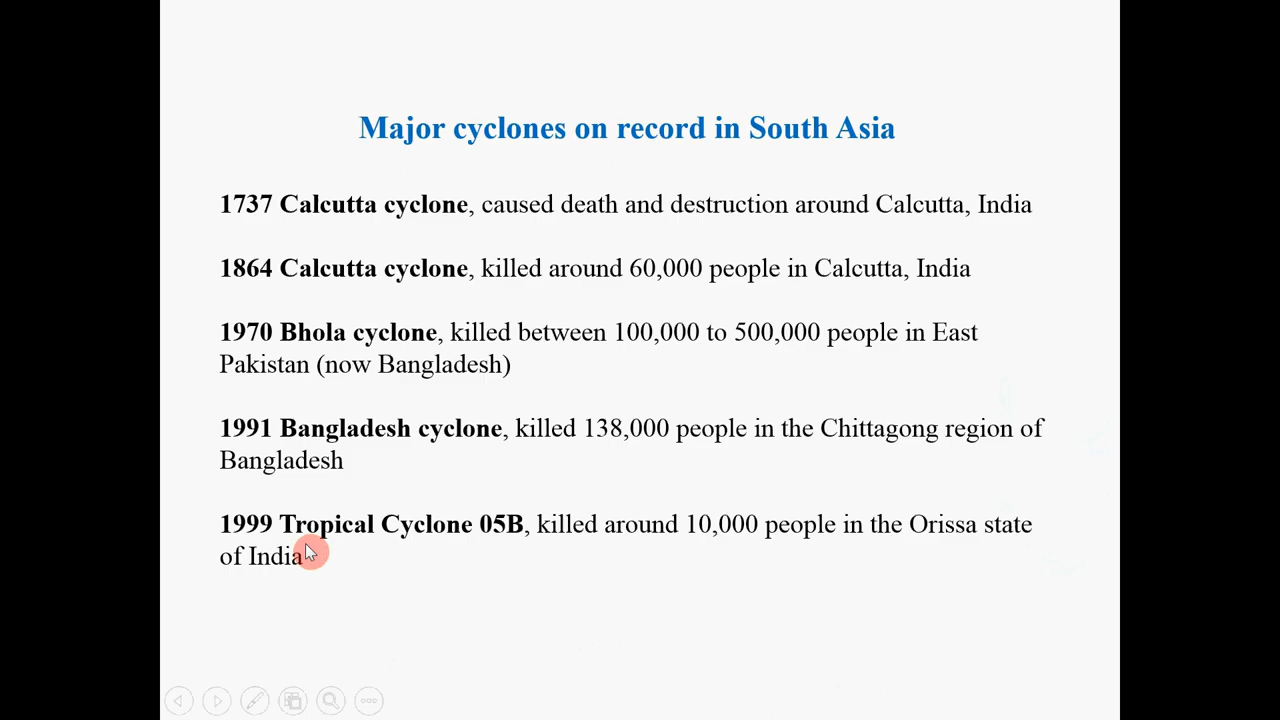 Major cyclones on record in South Asia
1737 Calcutta cyclone, caused death and destruction around Calcutta, India
1864 Calcutta cyclone, killed around 60,000 people in Calcutta, India
1970 Bhola cyclone, killed between 100,000 to 500,000 people in East
Pakistan (now Bangladesh)
1991 Bangladesh cyclone, killed 138,000 people in the Chittagong region of
Bangladesh
1999 Tropical Cyclone 05B, killed around 10,000 people in the Orissa state
of India